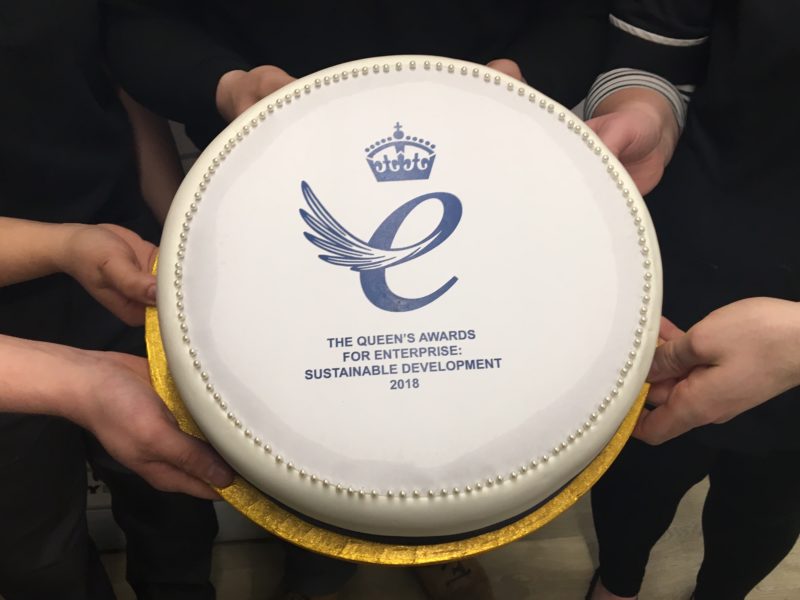 e
THE QUEEN'S AWARDS
FOR ENTERPRISE:
SUSTAINABLE DEVELOPMENT
2018